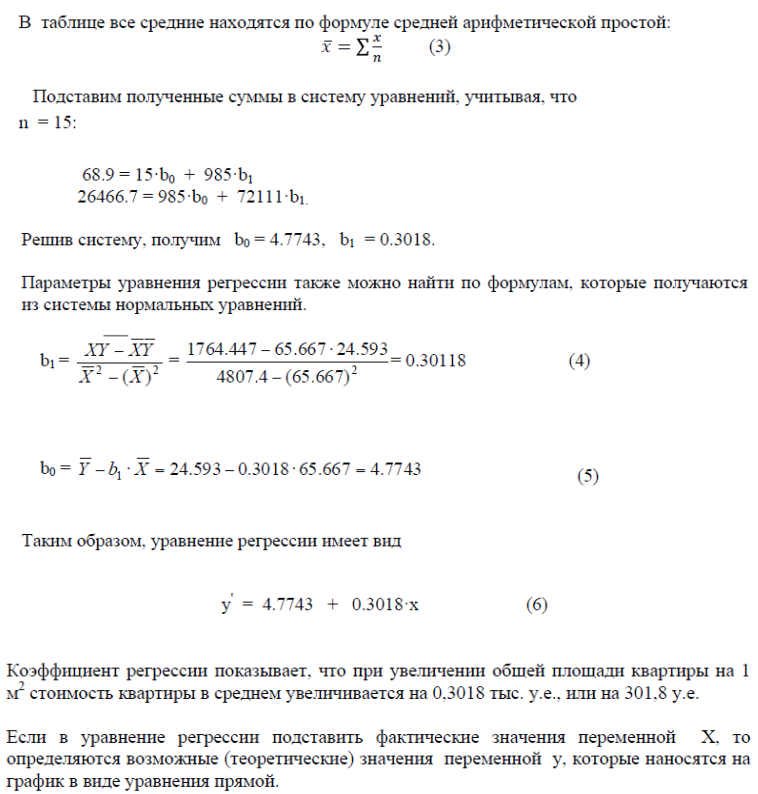 В таблице все средние находятся по формуле средней арифметической простой:
x̄ = ∑ x/n (3)
Подставим полученные суммы в систему уравнений, учитывая, что
n = 15:
68.9 = 15·b₀ + 985·b₁
26466.7 = 985·b₀ + 72111·b₁.
Решив систему, получим b₀ = 4.7743, b₁ = 0.3018.
Параметры уравнения регрессии также можно найти по формулам, которые получаются
из системы нормальных уравнений.
b₁ = (X̅Y̅ – X̅Y̅) / (X̅² – (X̅)²) = (1764.447 – 65.667·24.593) / (4807.4 – (65.667)²) = 0.30118 (4)
b₀ = Y̅ – b₁ · X̅ = 24.593 – 0.3018·65.667 = 4.7743 (5)
Таким образом, уравнение регрессии имеет вид
y' = 4.7743 + 0.3018·x (6)
Коэффициент регрессии показывает, что при увеличении общей площади квартиры на 1
м² стоимость квартиры в среднем увеличивается на 0,3018 тыс. у.е., или на 301,8 у.е.
Если в уравнение регрессии подставить фактические значения переменной X, то
определяются возможные (теоретические) значения переменной y, которые наносятся на
график в виде уравнения прямой.